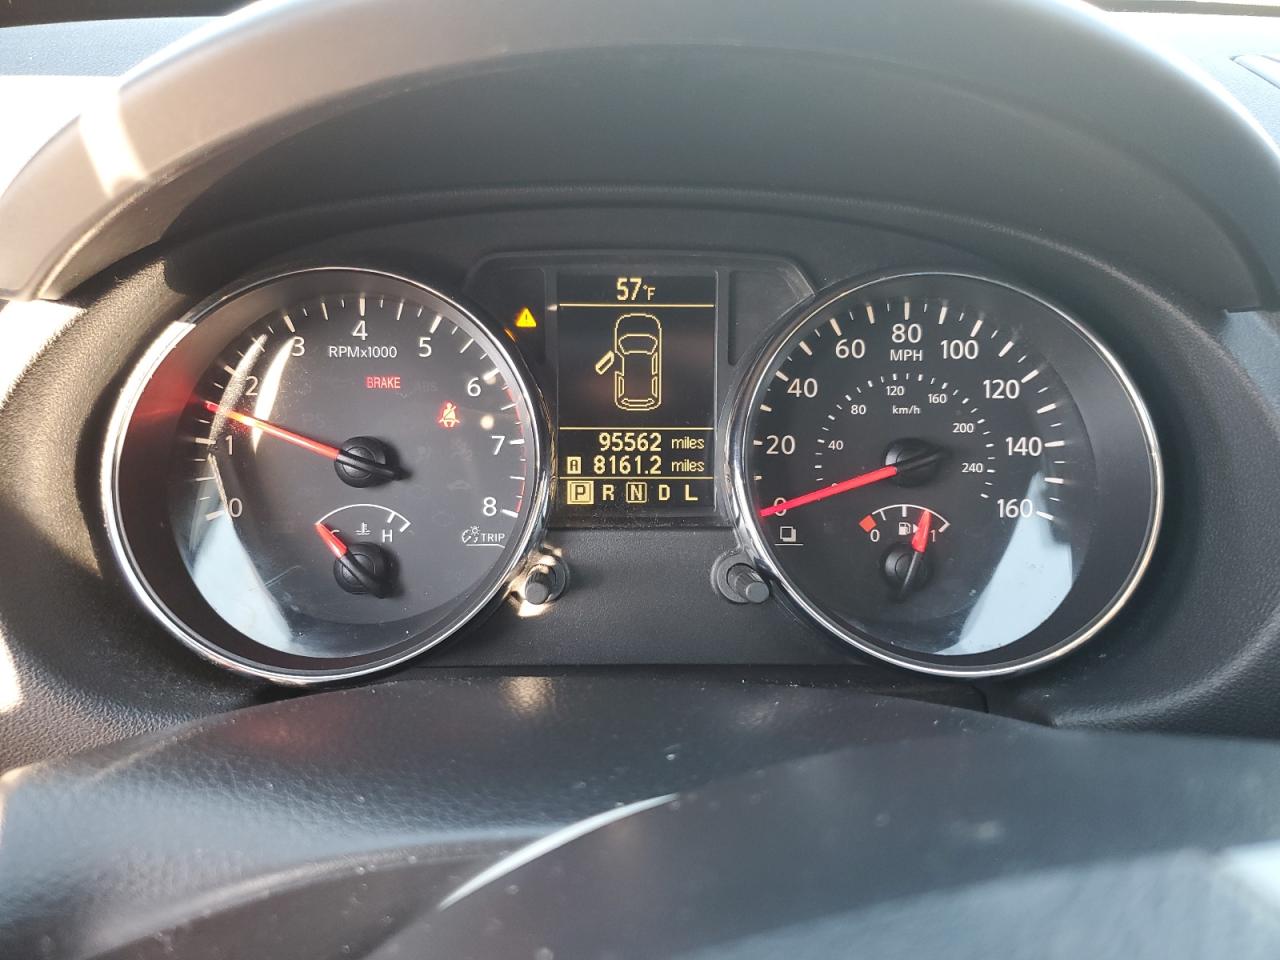 57°F
95562 miles
A 8161.2 miles
P R N D L
0 1 2 3 4 5 6 7 8
RPMx1000
BRAKE
H
TRIP
0 20 40 60 80 100 120 140 160
MPH
40 80 120 160 200 240
km/h
0 1